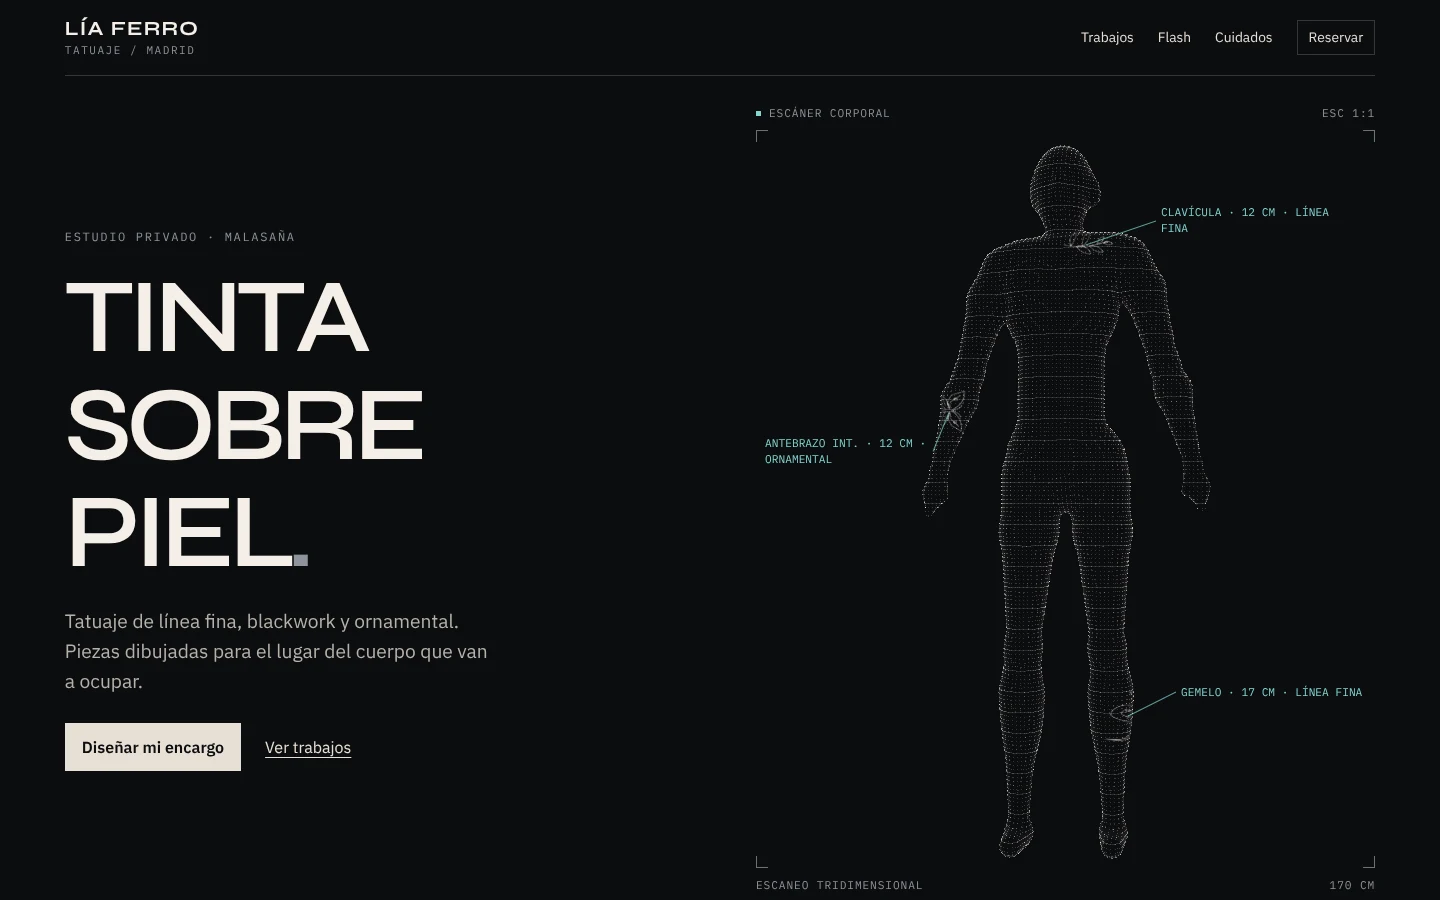 LÍA FERRO
TATUAJE / MADRID
Trabajos
Flash
Cuidados
Reservar
ESCÁNER CORPORAL
ESC 1:1
CLAVÍCULA · 12 CM · LÍNEA
FINA
ESTUDIO PRIVADO · MALASAÑA
TINTA
SOBRE
PIEL.
ANTEBRAZO INT. · 12 CM ·
ORNAMENTAL
Tatuaje de línea fina, blackwork y ornamental.
Piezas dibujadas para el lugar del cuerpo que van
a ocupar.
GEMELO · 17 CM · LÍNEA FINA
Diseñar mi encargo
Ver trabajos
ESCANEO TRIDIMENSIONAL
170 CM